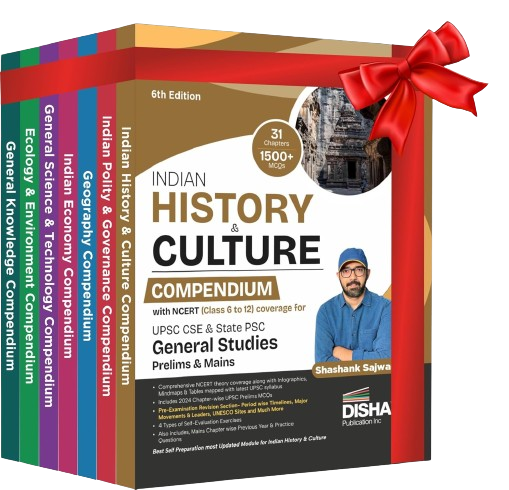 General Knowledge Compendium
Ecology & Environment Compendium
General Science & Technology Compendium
Indian Economy Compendium
Geography Compendium
Indian Polity & Governance Compendium
Indian History & Culture Compendium
6th Edition
31
Chapters
1500+
MCQs
INDIAN
HISTORY
&
CULTURE
COMPENDIUM
with NCERT (Class 6 to 12) coverage for
UPSC CSE & State PSC
General Studies
Prelims & Mains
Shashank Sajwa
• Comprehensive NCERT theory coverage along with Infographics,
Mindmaps & Tables mapped with latest UPSC syllabus
• Includes 2024 Chapter-wise UPSC Prelims MCQs
• Pre-Examination Revision Section- Period wise Timelines, Major
Movements & Leaders, UNESCO Sites and Much More
• 4 Types of Self-Evaluation Exercises
• Also includes, Mains Chapter wise Previous Year & Practice
Questions
Best Self Preparation most Updated Module for Indian History & Culture
DISHA
Publication Inc